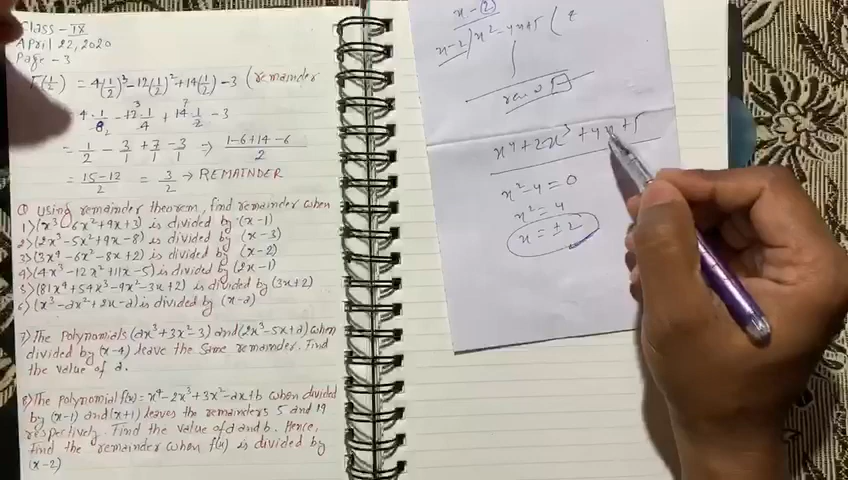 Class - IX
April 22, 2020
Page - 3
f(1/2) = 4(1/2)³ - 12(1/2)² + 14(1/2) - 3 (remainder
4·1/8₂ - 12³·1/4 + 14⁷·1/2 - 3
= 1/2 - 3/1 + 7/1 - 3/1 → (1-6+14-6)/2
= (15-12)/2 = 3/2 → REMAINDER
Q Using remainder theorem, find remainder when
1> (x³ 6x² + 9x + 3) is divided by (x-1)
2> (2x³ - 5x² + 9x - 8) is divided by (x-3)
3> (3x⁴ - 6x² - 8x + 2) is divided by (x-2)
4> (4x³ - 12x² + 11x - 5) is divided by (2x-1)
5> (81x⁴ + 54x³ - 9x² - 3x + 2) is divided by (3x+2)
6> (x³ - ax² + 2x - a) is divided by (x-a)
7> The Polynomials (ax³ + 3x² - 3) and (2x³ - 5x + a) when
divided by (x-4) leave the same remainder. Find
the value of a.
8> The polynomial f(x) = x⁴ - 2x³ + 3x² - ax + b when divided
by (x-1) and (x+1) leaves the remainders 5 and 19
respectively. Find the value of a and b. Hence,
Find the remainder when f(x) is divided by
(x-2)
x - (2)
x-2) x² - 4x + 5 (
x⁴ + 2x³ + 4x + 5
x² - 4 = 0
x² = 4
x = ±2